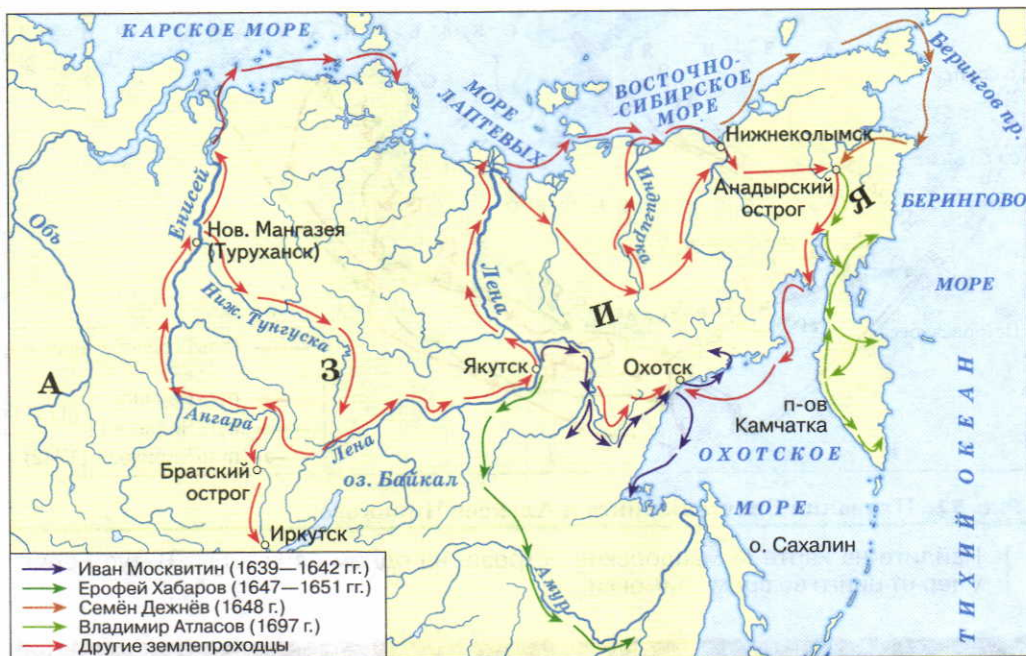 КАРСКОЕ МОРЕ
МОРЕ
ЛАПТЕВЫХ
ВОСТОЧНО-
СИБИРСКОЕ
МОРЕ
Берингов пр.
Нижнеколымск
Анадырский
острог
БЕРИНГОВО
МОРЕ
Обь
Енисей
Нов. Мангазея
(Туруханск)
Ниж. Тунгуска
Лена
Индигирка
А
З
И
Я
Якутск
Охотск
п-ов
Камчатка
Ангара
Лена
Братский
острог
оз. Байкал
ОХОТСКОЕ
МОРЕ
Иркутск
о. Сахалин
Амур
ТИХИЙ ОКЕАН
Иван Москвитин (1639—1642 гг.)
Ерофей Хабаров (1647—1651 гг.)
Семён Дежнёв (1648 г.)
Владимир Атласов (1697 г.)
Другие землепроходцы